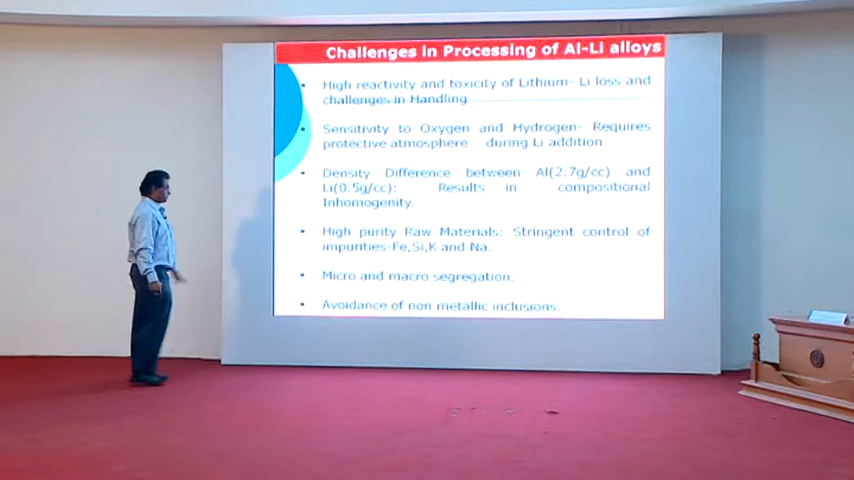 Challenges in Processing of Al-Li alloys
• High reactivity and toxicity of Lithium- Li loss and
challenges in Handling
• Sensitivity to Oxygen and Hydrogen- Requires
protective atmosphere during Li addition
• Density Difference between Al(2.7g/cc) and
Li(0.5g/cc): Results in compositional
Inhomogenity.
• High purity Raw Materials: Stringent control of
impurities-Fe,Si,K and Na.
• Micro and macro segregation.
• Avoidance of non metallic inclusions.